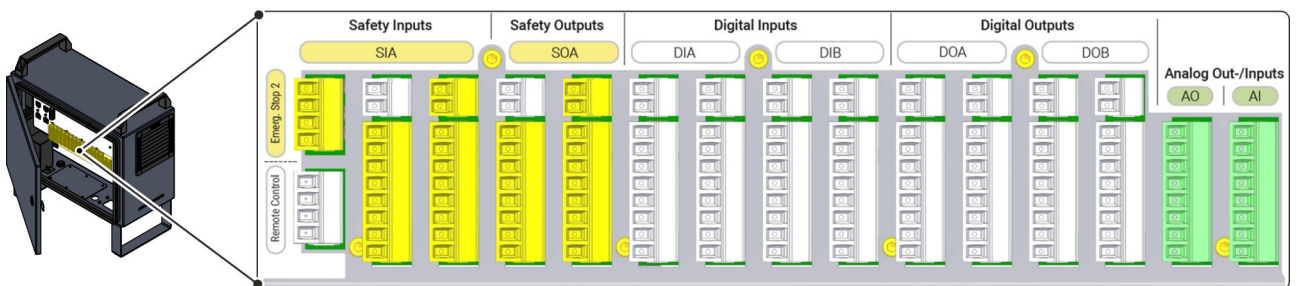 Safety Inputs
Safety Outputs
Digital Inputs
Digital Outputs
SIA
SOA
DIA
DIB
DOA
DOB
Analog Out-/Inputs
AO
AI
Emerg. Stop 2
Remote Control